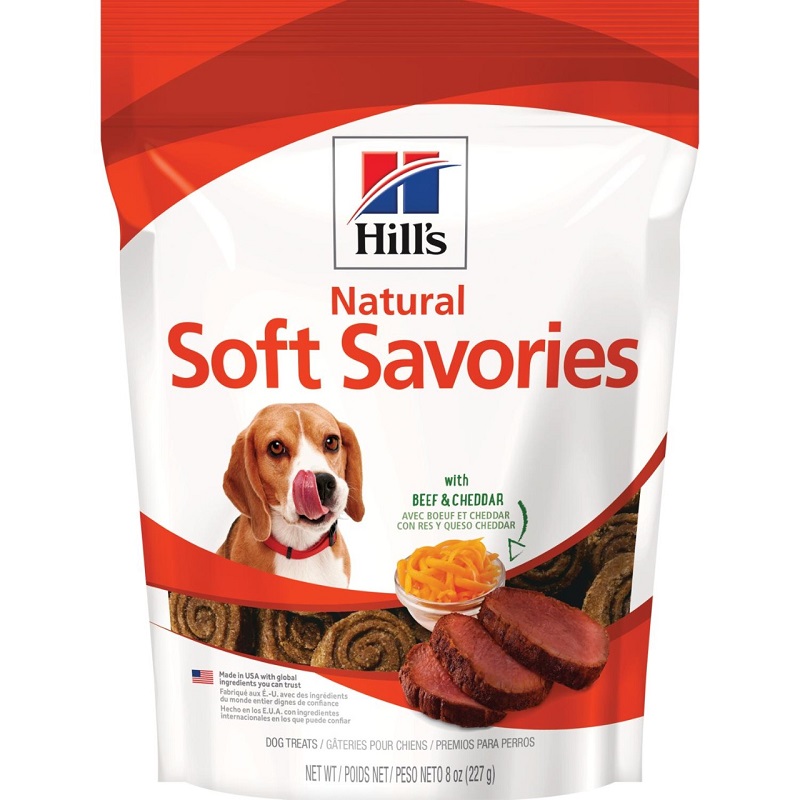 Hill's
Natural
Soft Savories
with
BEEF & CHEDDAR
AVEC BOEUF ET CHEDDAR
CON RES Y QUESO CHEDDAR
Made in USA with global
ingredients you can trust
Fabriqué aux É.-U. avec des ingrédients
du monde entier dignes de confiance
Hecho en los E.U.A. con ingredientes
internacionales en los que puede confiar
DOG TREATS / GÂTERIES POUR CHIENS / PREMIOS PARA PERROS
NET WT / POIDS NET / PESO NETO 8 oz (227 g)